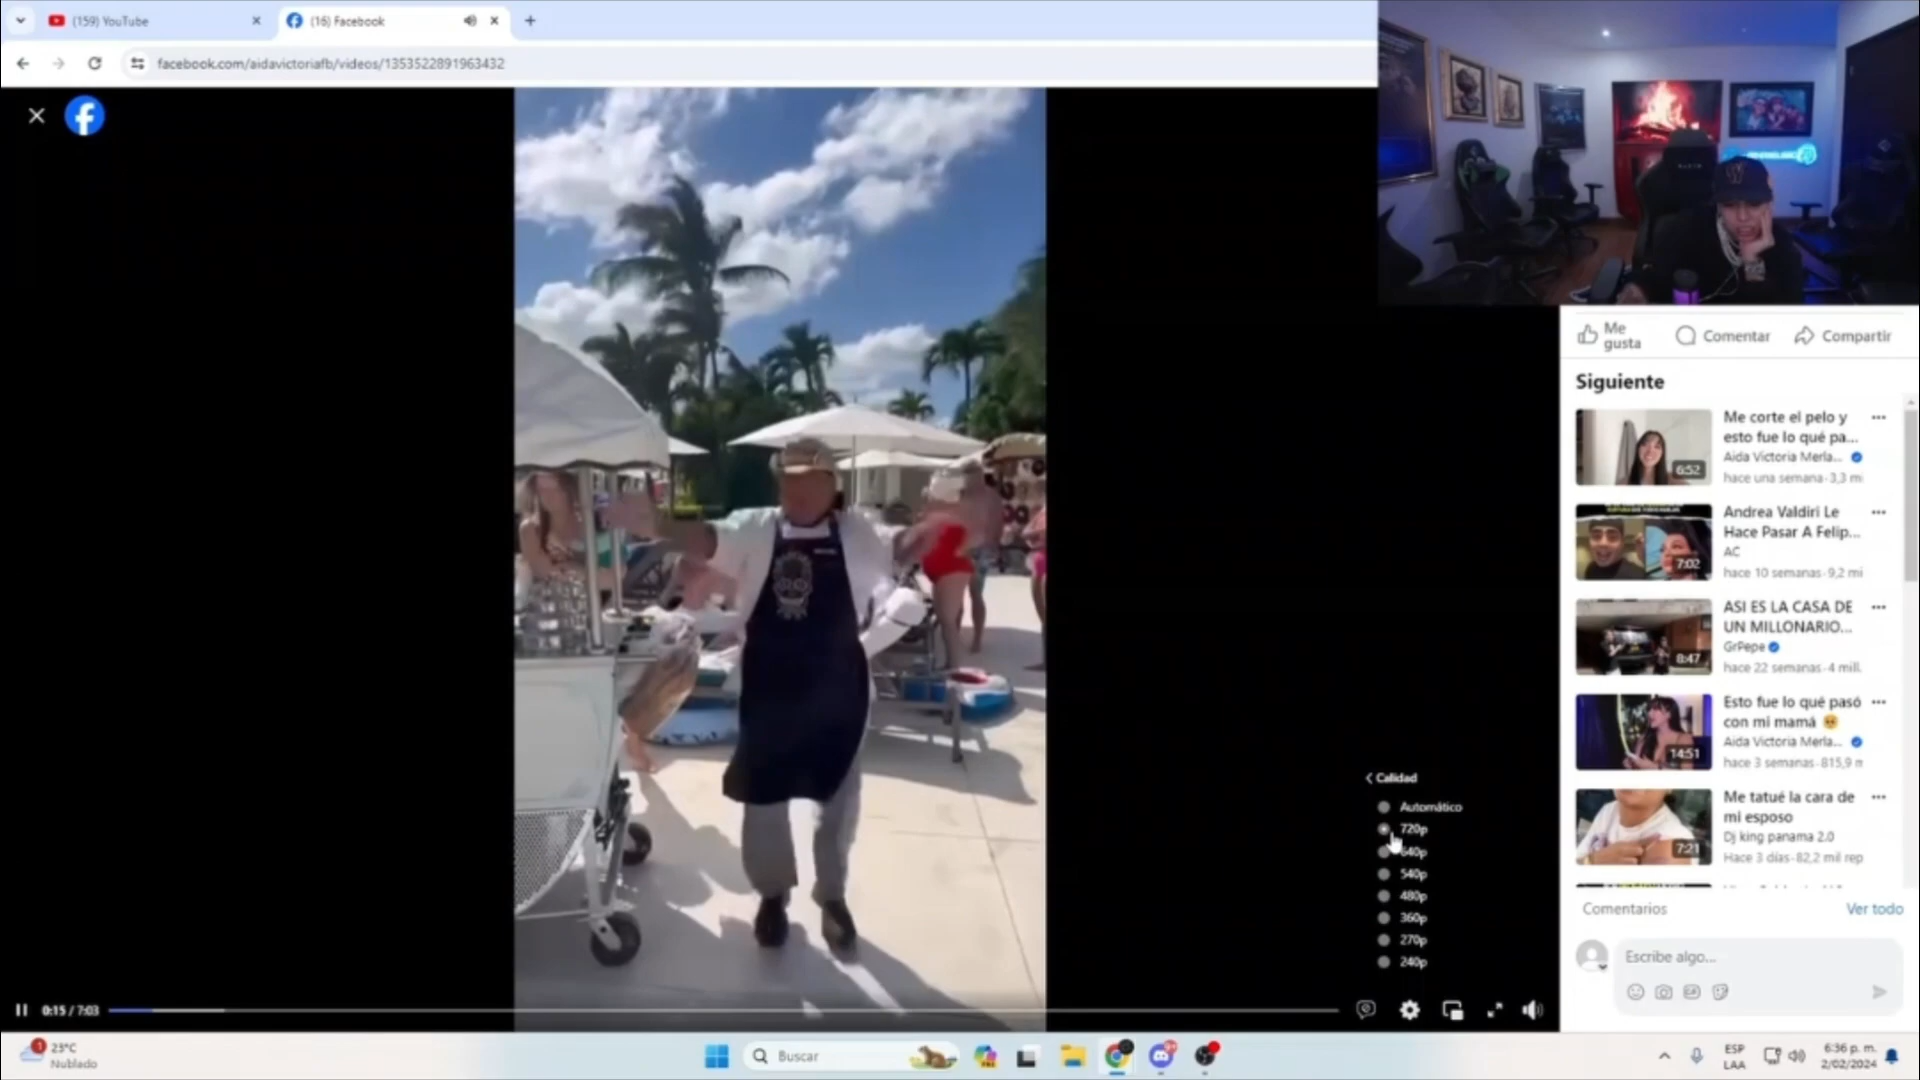 (159) YouTube
(16) Facebook
facebook.com/aidavictoriafb/videos/1353522891963432
Me gusta
Comentar
Compartir
Siguiente
Me corte el pelo y
esto fue lo qué pa...
Aida Victoria Merla...
hace una semana · 3,3 mi
6:52
Andrea Valdiri Le
Hace Pasar A Felip...
AC
hace 10 semanas · 9,2 mi
7:02
ASI ES LA CASA DE
UN MILLONARIO...
GrPepe
hace 22 semanas · 4 mill.
8:47
Esto fue lo qué pasó
con mi mamá
Aida Victoria Merla...
hace 3 semanas · 815,9 m
14:51
Me tatué la cara de
mi esposo
Dj king panama 2.0
Hace 3 días · 82,2 mil rep
7:21
Comentarios
Ver todo
Escribe algo...
Calidad
Automático
720p
640p
540p
480p
360p
270p
240p
0:15 / 7:03
1
23°C
Nublado
Buscar
ESP
LAA
6:36 p. m.
2/02/2024